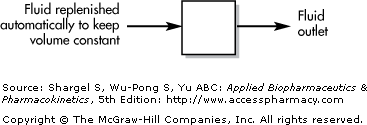 Fluid replenished
automatically to keep
volume constant
Fluid
outlet
Source: Shargel S, Wu-Pong S, Yu ABC: Applied Biopharmaceutics &
Pharmacokinetics, 5th Edition: http://www.accesspharmacy.com
Copyright © The McGraw-Hill Companies, Inc. All rights reserved.